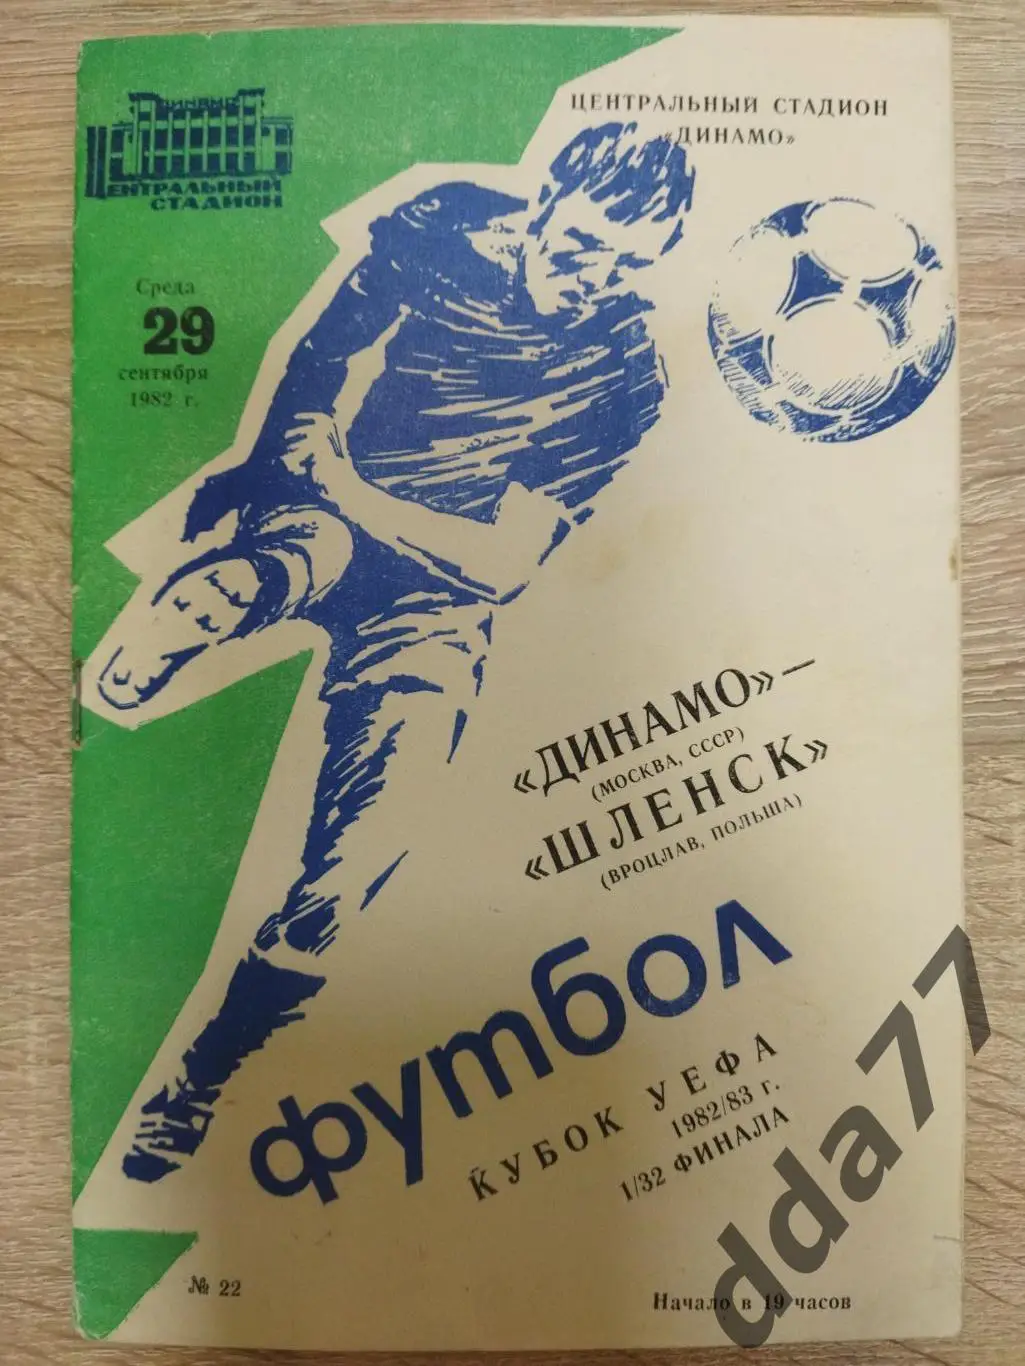 ДИНАМО
ЦЕНТРАЛЬНЫЙ
СТАДИОН
ЦЕНТРАЛЬНЫЙ СТАДИОН
«ДИНАМО»
Среда
29
сентября
1982 г.
«ДИНАМО» —
(МОСКВА, СССР)
«ШЛЕНСК»
(ВРОЦЛАВ, ПОЛЬША)
футбол
КУБОК УЕФА
1982/83 г.
1/32 ФИНАЛА
№ 22
Начало в 19 часов
dda77